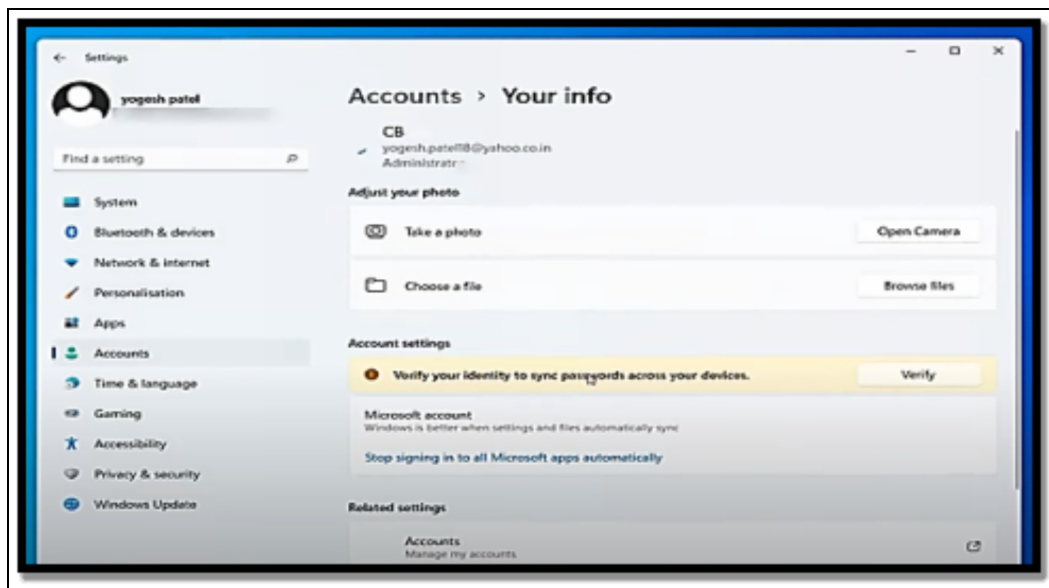 Settings
yogesh patel
Find a setting
System
Bluetooth & devices
Network & internet
Personalisation
Apps
Accounts
Time & language
Gaming
Accessibility
Privacy & security
Windows Update
Accounts > Your info
CB
yogesh.patel18@yahoo.co.in
Adjust your photo
Take a photo
Open Camera
Choose a file
Browse files
Account settings
Verify your identity to sync passwords across your devices.
Verify
Microsoft account
Windows is better when settings and files automatically sync
Stop signing in to all Microsoft apps automatically
Related settings
Accounts
Manage my accounts